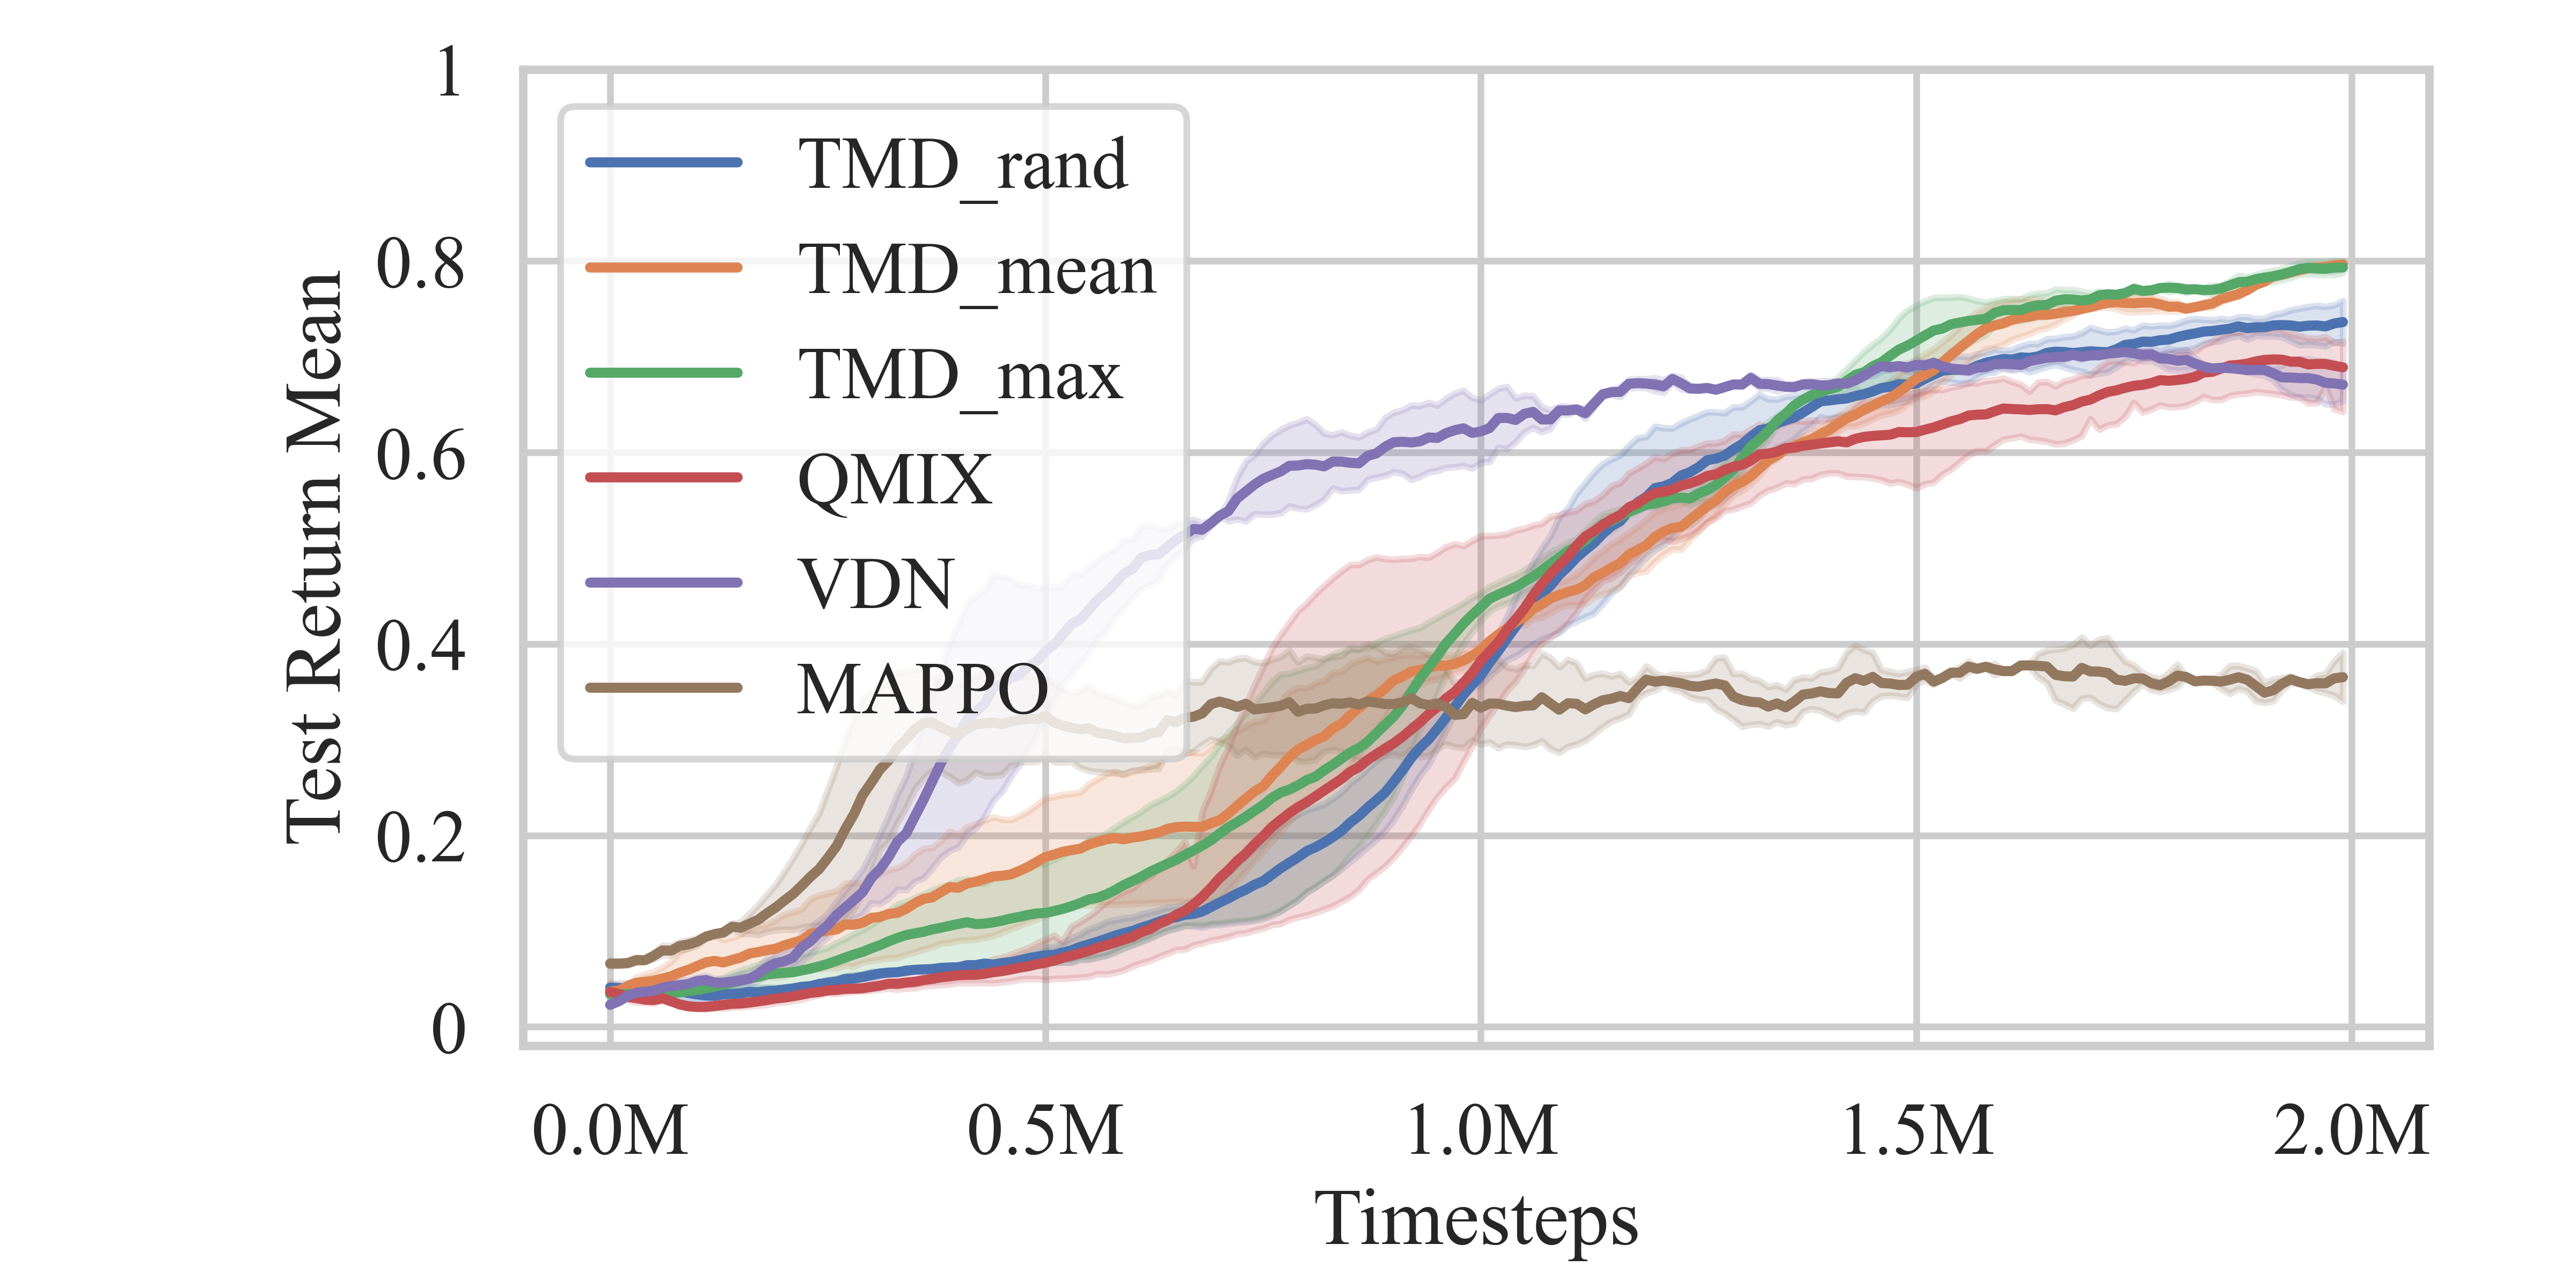 Test Return Mean
1
0.8
0.6
0.4
0.2
0
TMD_rand
TMD_mean
TMD_max
QMIX
VDN
MAPPO
0.0M
0.5M
1.0M
1.5M
2.0M
Timesteps